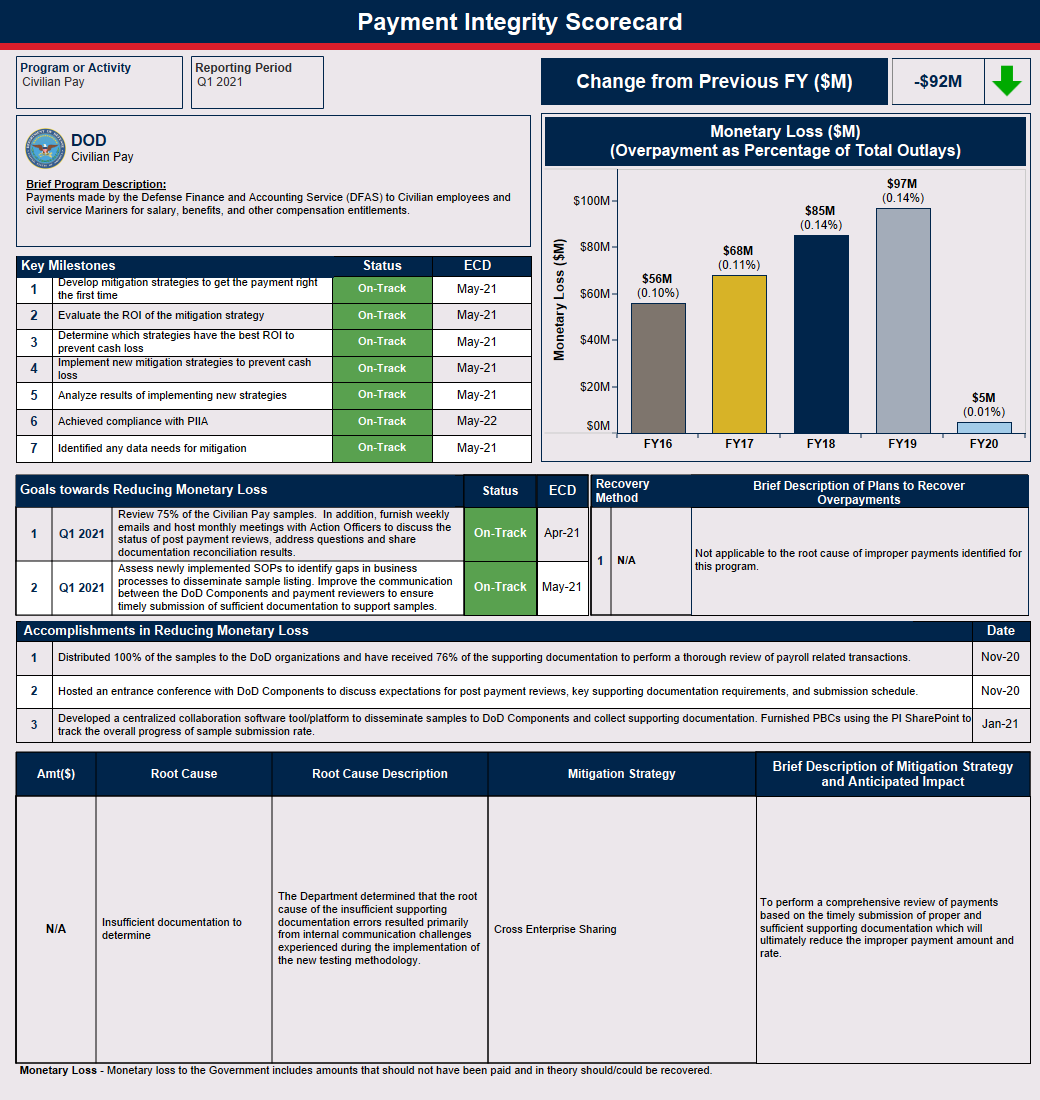 Payment Integrity Scorecard
Program or Activity
Civilian Pay
Reporting Period
Q1 2021
Change from Previous FY ($M)
-$92M
DOD
Civilian Pay
Brief Program Description:
Payments made by the Defense Finance and Accounting Service (DFAS) to Civilian employees and
civil service Mariners for salary, benefits, and other compensation entitlements.
Monetary Loss ($M)
(Overpayment as Percentage of Total Outlays)
Monetary Loss ($M)
$100M
$80M
$60M
$40M
$20M
$0M
$56M
(0.10%)
$68M
(0.11%)
$85M
(0.14%)
$97M
(0.14%)
$5M
(0.01%)
FY16
FY17
FY18
FY19
FY20
Key Milestones
Status
ECD
1
Develop mitigation strategies to get the payment right
the first time
On-Track
May-21
2
Evaluate the ROI of the mitigation strategy
On-Track
May-21
3
Determine which strategies have the best ROI to
prevent cash loss
On-Track
May-21
4
Implement new mitigation strategies to prevent cash
loss
On-Track
May-21
5
Analyze results of implementing new strategies
On-Track
May-21
6
Achieved compliance with PIIA
On-Track
May-22
7
Identified any data needs for mitigation
On-Track
May-21
Goals towards Reducing Monetary Loss
Status
ECD
1
Q1 2021
Review 75% of the Civilian Pay samples.  In addition, furnish weekly
emails and host monthly meetings with Action Officers to discuss the
status of post payment reviews, address questions and share
documentation reconciliation results.
On-Track
Apr-21
2
Q1 2021
Assess newly implemented SOPs to identify gaps in business
processes to disseminate sample listing. Improve the communication
between the DoD Components and payment reviewers to ensure
timely submission of sufficient documentation to support samples.
On-Track
May-21
Recovery
Method
Brief Description of Plans to Recover
Overpayments
1
N/A
Not applicable to the root cause of improper payments identified for
this program.
Accomplishments in Reducing Monetary Loss
Date
1
Distributed 100% of the samples to the DoD organizations and have received 76% of the supporting documentation to perform a thorough review of payroll related transactions.
Nov-20
2
Hosted an entrance conference with DoD Components to discuss expectations for post payment reviews, key supporting documentation requirements, and submission schedule.
Nov-20
3
Developed a centralized collaboration software tool/platform to disseminate samples to DoD Components and collect supporting documentation. Furnished PBCs using the PI SharePoint to
track the overall progress of sample submission rate.
Jan-21
Amt($)
Root Cause
Root Cause Description
Mitigation Strategy
Brief Description of Mitigation Strategy
and Anticipated Impact
N/A
Insufficient documentation to
determine
The Department determined that the root
cause of the insufficient supporting
documentation errors resulted primarily
from internal communication challenges
experienced during the implementation of
the new testing methodology.
Cross Enterprise Sharing
To perform a comprehensive review of payments
based on the timely submission of proper and
sufficient supporting documentation which will
ultimately reduce the improper payment amount and
rate.
Monetary Loss - Monetary loss to the Government includes amounts that should not have been paid and in theory should/could be recovered.